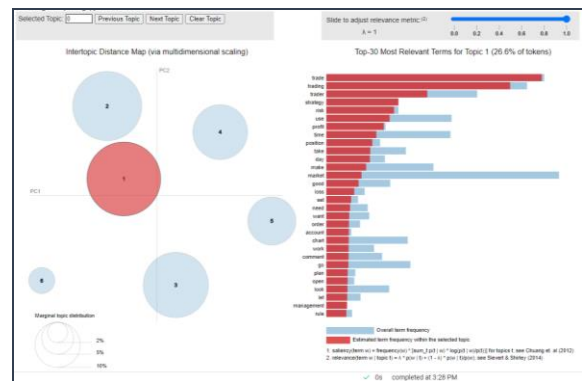 Selected Topic: 0
Previous Topic
Next Topic
Clear Topic
Slide to adjust relevance metric:(2)
λ = 1
0.0 0.2 0.4 0.6 0.8 1.0
Intertopic Distance Map (via multidimensional scaling)
PC2
PC1
2
4
1
5
3
6
Marginal topic distribution
2%
5%
10%
Top-30 Most Relevant Terms for Topic 1 (26.6% of tokens)
trade
trading
trader
strategy
risk
use
profit
time
position
take
day
make
market
good
loss
set
need
want
order
account
chart
work
comment
go
plan
open
look
let
management
rule
Overall term frequency
Estimated term frequency within the selected topic
1. saliency(term w) = frequency(w) * [sum_t p(t | w) * log(p(t | w)/p(t))] for topics t; see Chuang et. al (2012)
2. relevance(term w | topic t) = λ * p(w | t) + (1 - λ) * p(w | t)/p(w); see Sievert & Shirley (2014)
0s completed at 3:28 PM